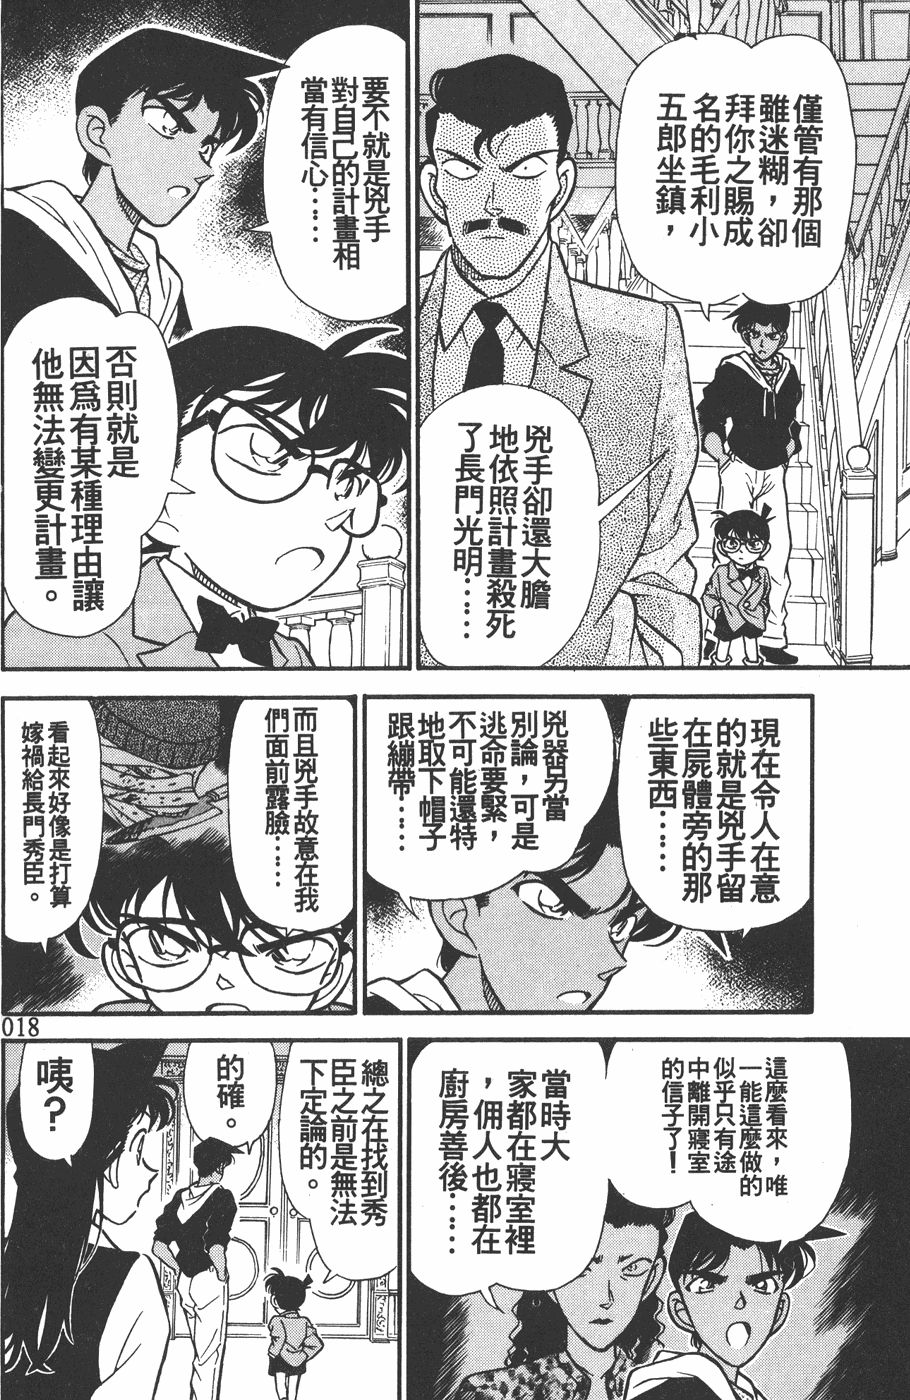 僅管有那個
雖迷糊，卻
拜你之賜成
名的毛利小
五郎坐鎮，
兇手卻還大膽
地依照計畫殺死
了長門光明……
要不就是兇手
對自己的計畫相
當有信心……
否則就是
因為有某種理由讓
他無法變更計畫。
現在令人在意
的就是兇手留
在屍體旁的那
些東西……
兇器另當
別論，可是
逃命要緊，
不可能還特
地取下帽子
跟繃帶……
而且兇手故意在我
們面前露臉……
看起來好像是打算
嫁禍給長門秀臣。
018
這麼看來，唯
一能這麼做的
似乎只有途
中離開寢室
的信子了！
當時大
家都在寢室裡
，佣人也都在
廚房善後……
總之在找到秀
臣之前是無法
下定論的。
的確。
咦？